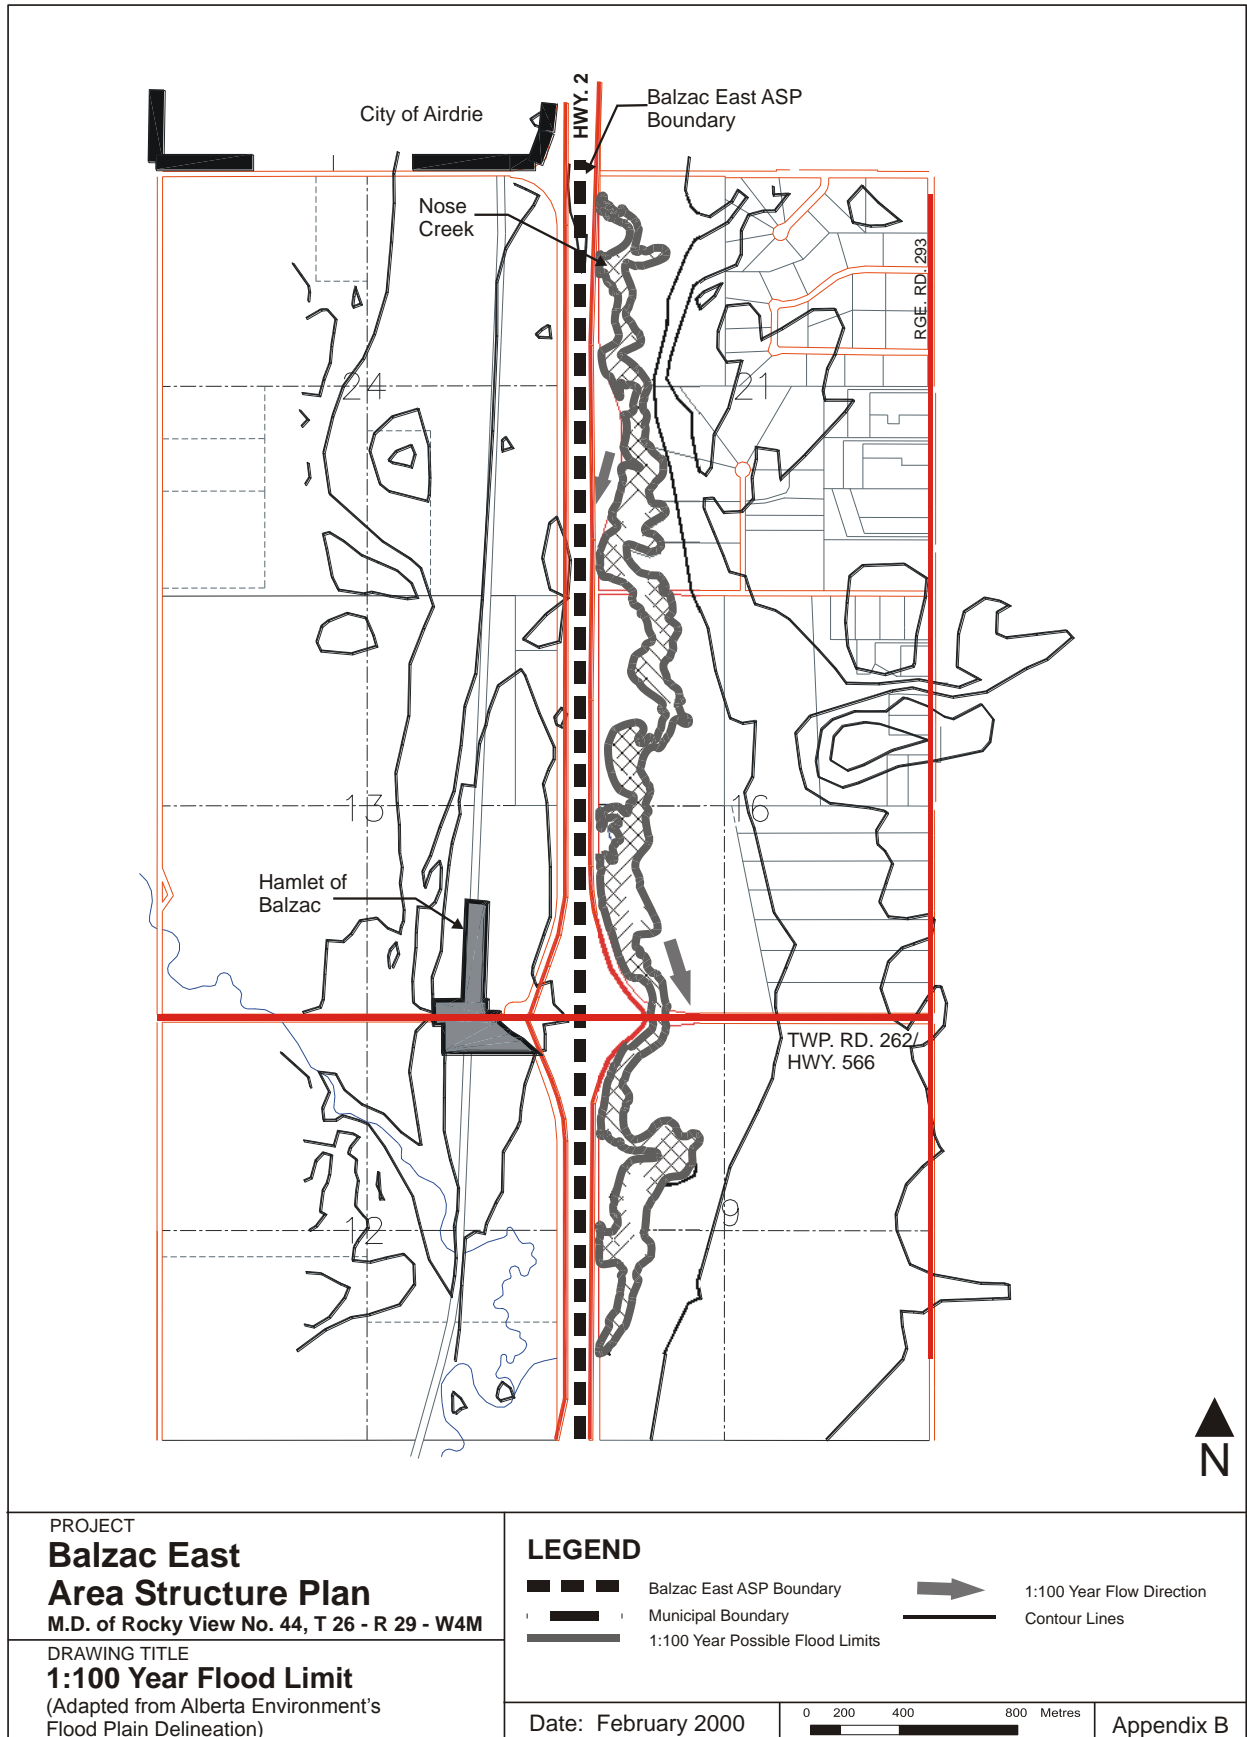 City of Airdrie
HWY. 2
Balzac East ASP
Boundary
Nose
Creek
RGE. RD. 293
24
21
13
16
Hamlet of
Balzac
TWP. RD. 262/
HWY. 566
12
9
N
PROJECT
Balzac East
Area Structure Plan
M.D. of Rocky View No. 44, T 26 - R 29 - W4M
DRAWING TITLE
1:100 Year Flood Limit
(Adapted from Alberta Environment's
Flood Plain Delineation)
LEGEND
Balzac East ASP Boundary
Municipal Boundary
1:100 Year Possible Flood Limits
1:100 Year Flow Direction
Contour Lines
Date: February 2000
0 200 400 800 Metres
Appendix B